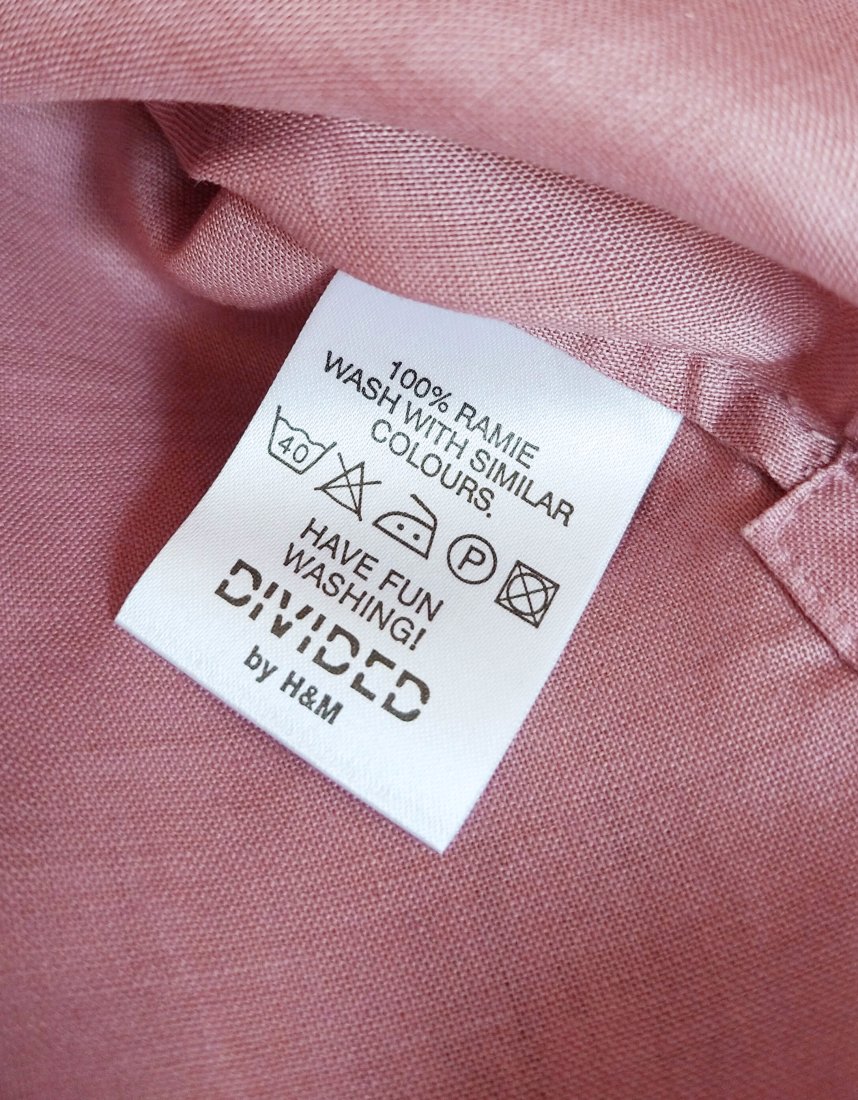 100% RAMIE
WASH WITH SIMILAR
COLOURS.
40 P
HAVE FUN
WASHING!
DIVIDED
by H&M